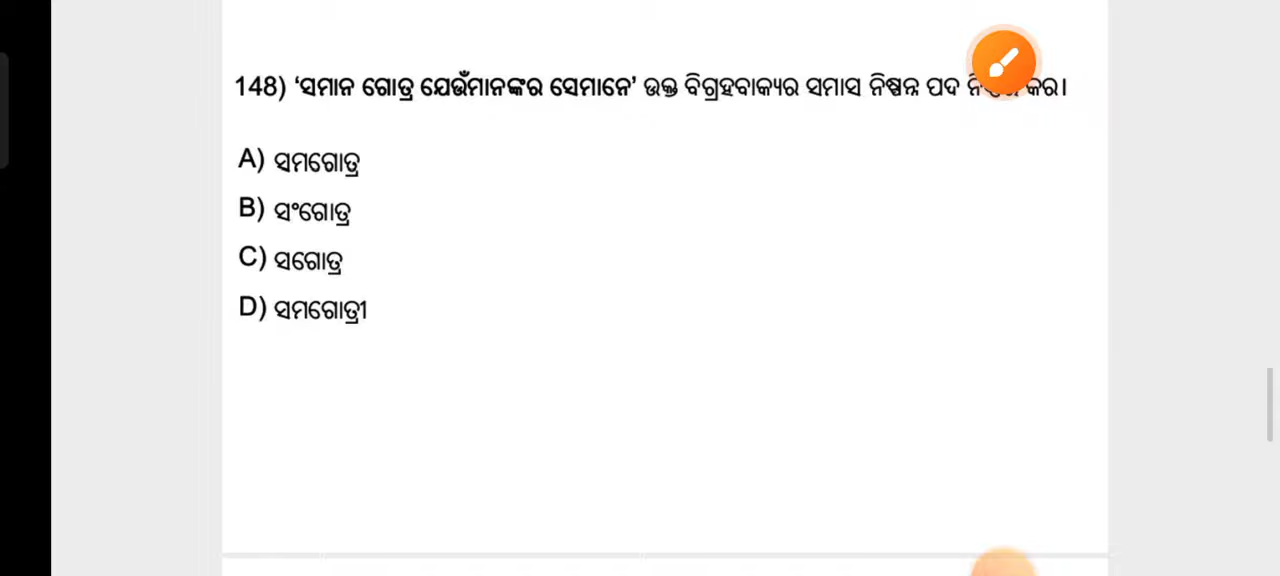 148) ‘ସମାନ ଗୋତ୍ର ଯେଉଁମାନଙ୍କର ସେମାନେ’ ଉକ୍ତ ବିଗ୍ରହବାକ୍ୟର ସମାସ ନିଷ୍ପନ୍ନ ପଦ କର।
A) ସମଗୋତ୍ର
B) ସଂଗୋତ୍ର
C) ସଗୋତ୍ର
D) ସମଗୋତ୍ରୀ